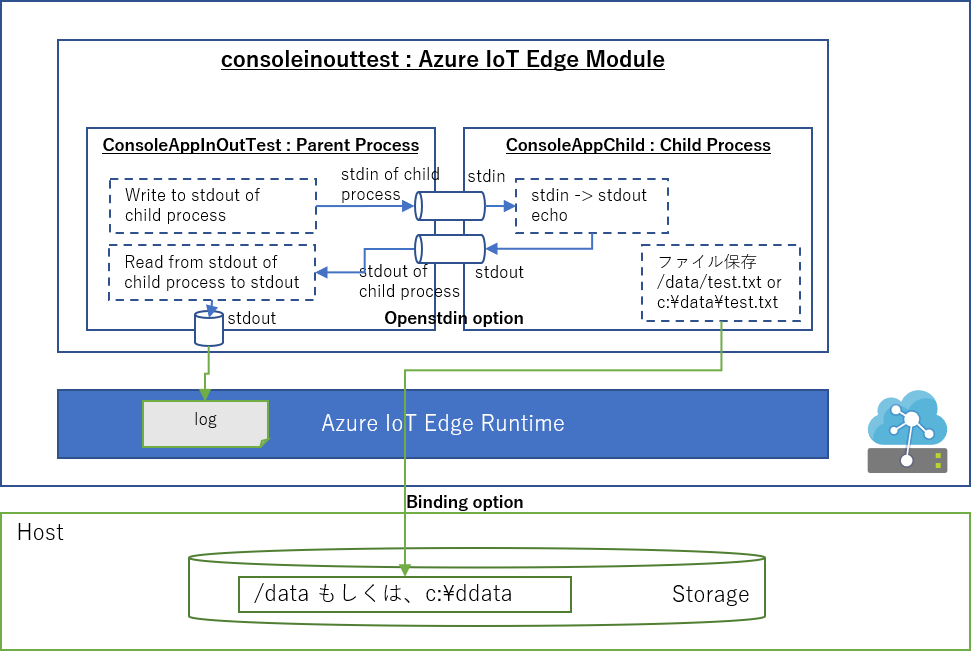 consoleinouttest : Azure IoT Edge Module
ConsoleAppInOutTest : Parent Process
ConsoleAppChild : Child Process
stdin of child
process
stdin
Write to stdout of
child process
stdin -> stdout
echo
Read from stdout of
child process to stdout
stdout of
child process
stdout
ファイル保存
/data/test.txt or
c:¥data¥test.txt
stdout
Openstdin option
log
Azure IoT Edge Runtime
Binding option
Host
/data もしくは、c:¥ddata
Storage